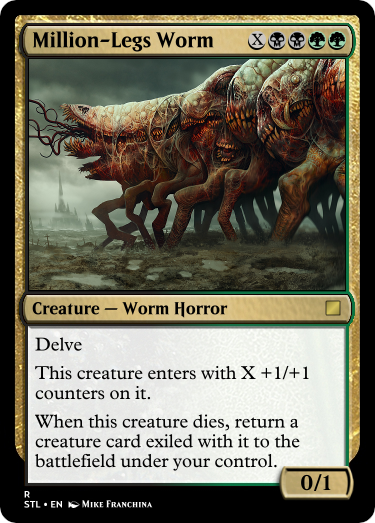 Million-Legs Worm X
Creature — Worm Horror
Delve
This creature enters with X +1/+1
counters on it.
When this creature dies, return a
creature card exiled with it to the
battlefield under your control.
0/1
R
STL • EN Mike Franchina